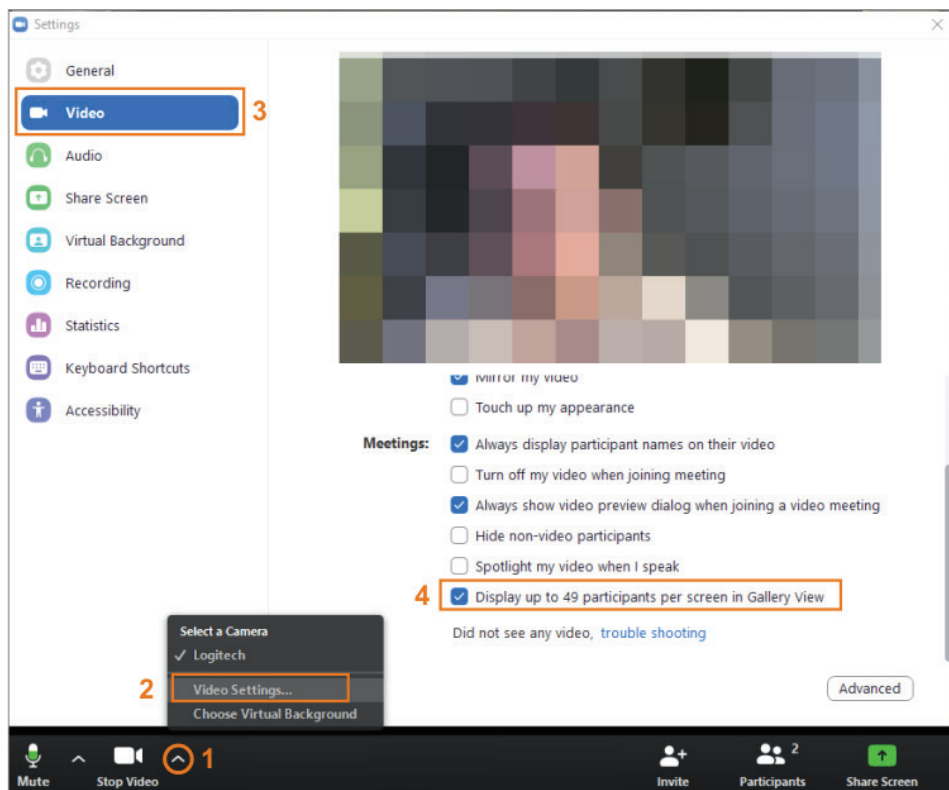 Settings
General
Video
3
Audio
Share Screen
Virtual Background
Recording
Statistics
Keyboard Shortcuts
Accessibility
Mirror my video
Touch up my appearance
Meetings:
Always display participant names on their video
Turn off my video when joining meeting
Always show video preview dialog when joining a video meeting
Hide non-video participants
Spotlight my video when I speak
4
Display up to 49 participants per screen in Gallery View
Did not see any video, trouble shooting
Advanced
Select a Camera
Logitech
2
Video Settings...
Choose Virtual Background
1
Mute
Stop Video
Invite
2
Participants
Share Screen